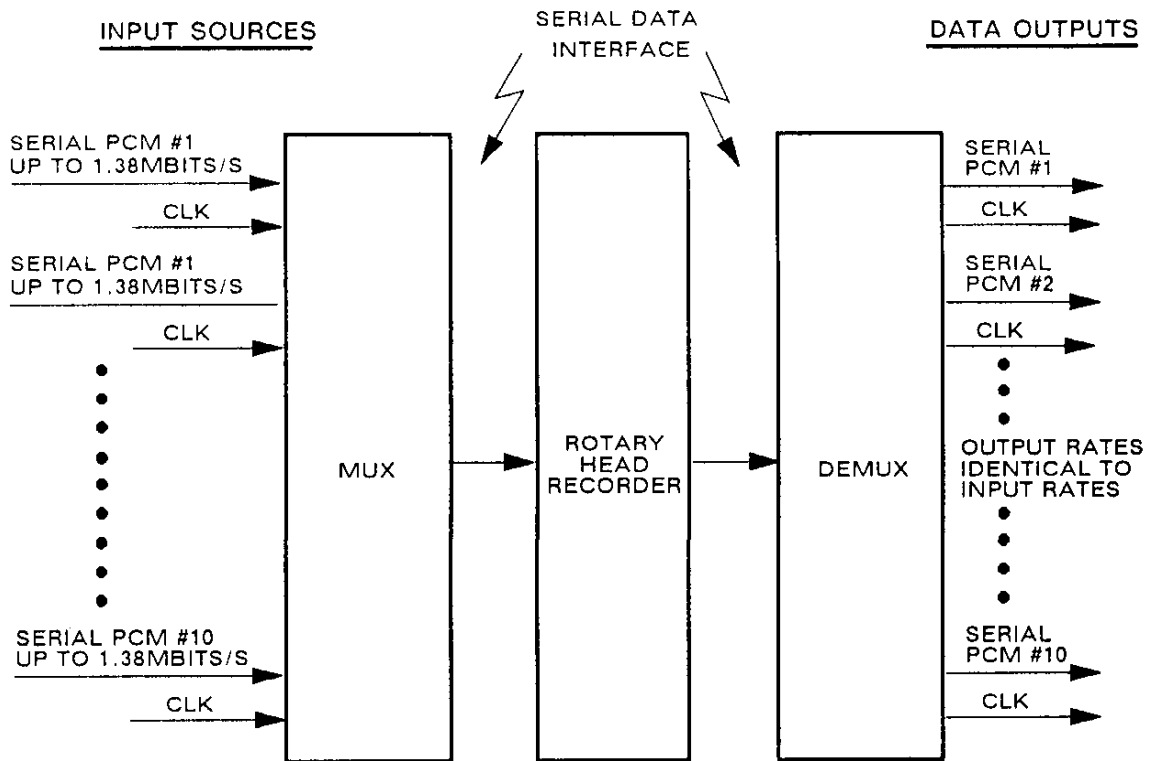 INPUT SOURCES
SERIAL DATA
INTERFACE
DATA OUTPUTS
SERIAL PCM #1
UP TO 1.38MBITS/S
CLK
SERIAL PCM #1
UP TO 1.38MBITS/S
CLK
SERIAL PCM #10
UP TO 1.38MBITS/S
CLK
MUX
ROTARY
HEAD
RECORDER
DEMUX
SERIAL
PCM #1
CLK
SERIAL
PCM #2
CLK
OUTPUT RATES
IDENTICAL TO
INPUT RATES
SERIAL
PCM #10
CLK